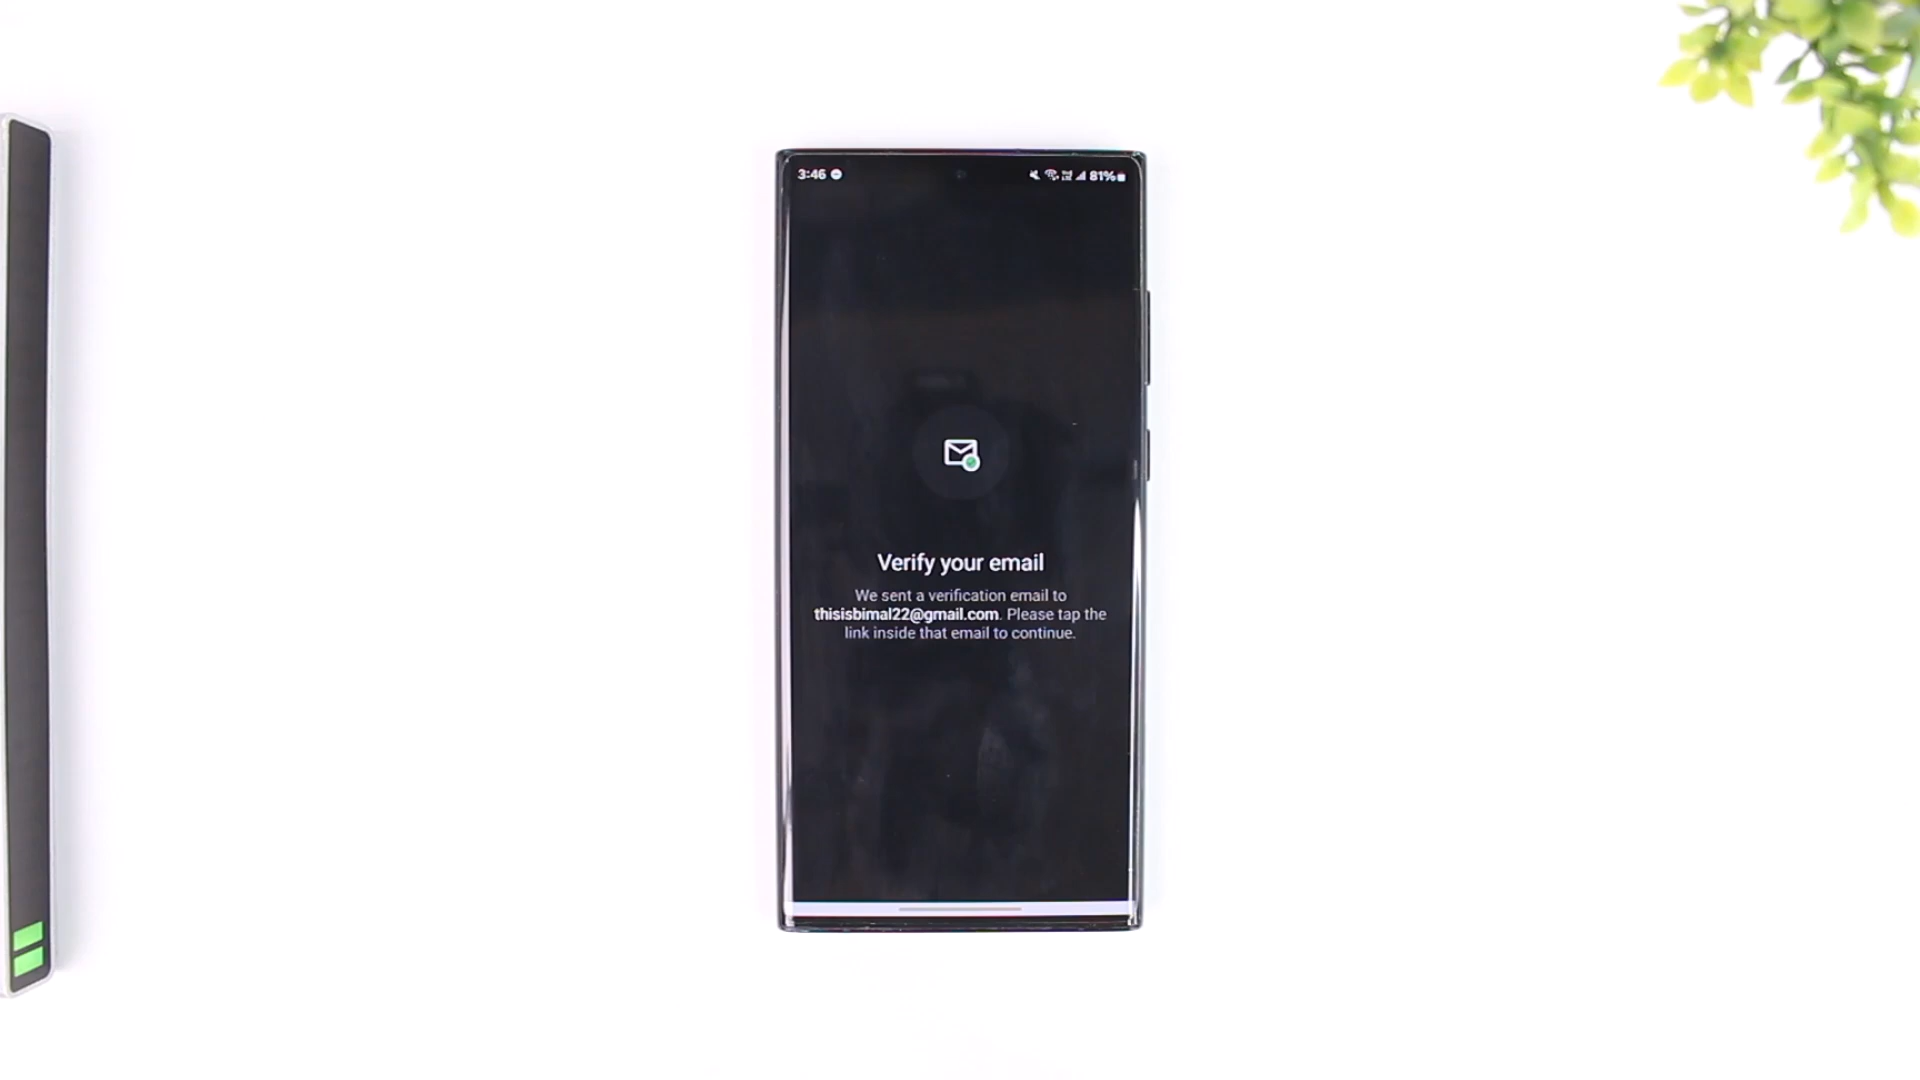 3:46
81%
Verify your email
We sent a verification email to
thisisbimal22@gmail.com. Please tap the
link inside that email to continue.